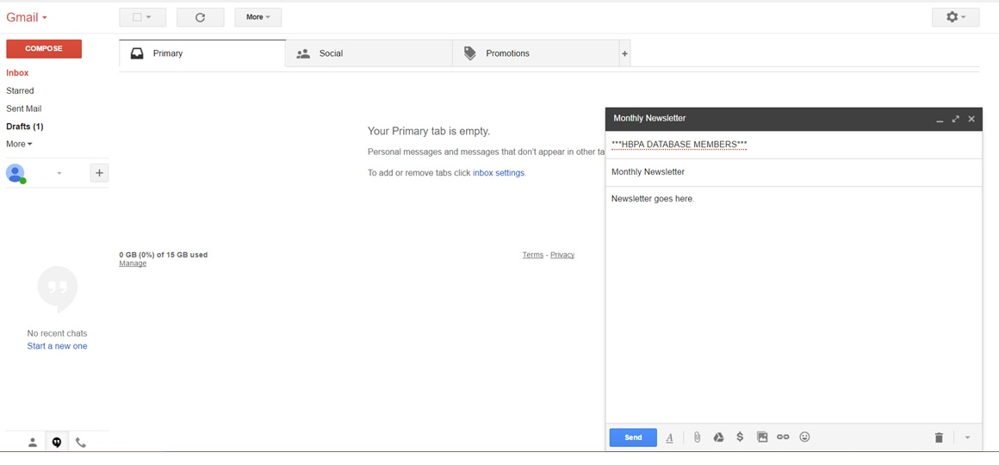 Gmail
More
COMPOSE
Primary
Social
Promotions
+
Inbox
Starred
Sent Mail
Drafts (1)
More
+
Your Primary tab is empty.
Personal messages and messages that don't appear in other ta
To add or remove tabs click inbox settings.
0 GB (0%) of 15 GB used
Manage
Terms - Privacy
No recent chats
Start a new one
Monthly Newsletter
***HBPA DATABASE MEMBERS***
Monthly Newsletter
Newsletter goes here.
Send A $